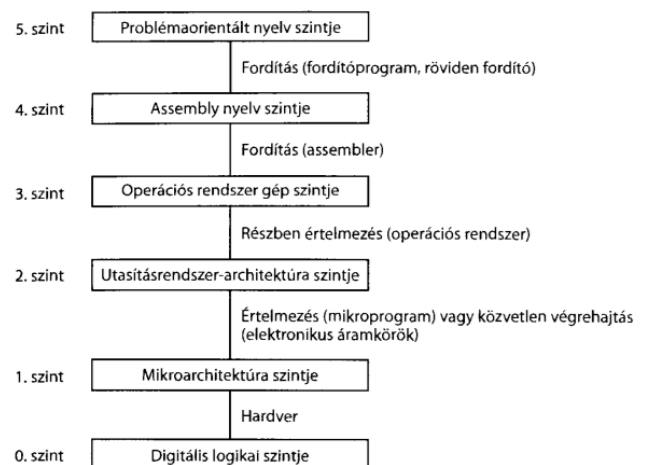 5. szint Problémaorientált nyelv szintje
Fordítás (fordítóprogram, röviden fordító)
4. szint Assembly nyelv szintje
Fordítás (assembler)
3. szint Operációs rendszer gép szintje
Részben értelmezés (operációs rendszer)
2. szint Utasításrendszer-architektúra szintje
Értelmezés (mikroprogram) vagy közvetlen végrehajtás
(elektronikus áramkörök)
1. szint Mikroarchitektúra szintje
Hardver
0. szint Digitális logikai szintje